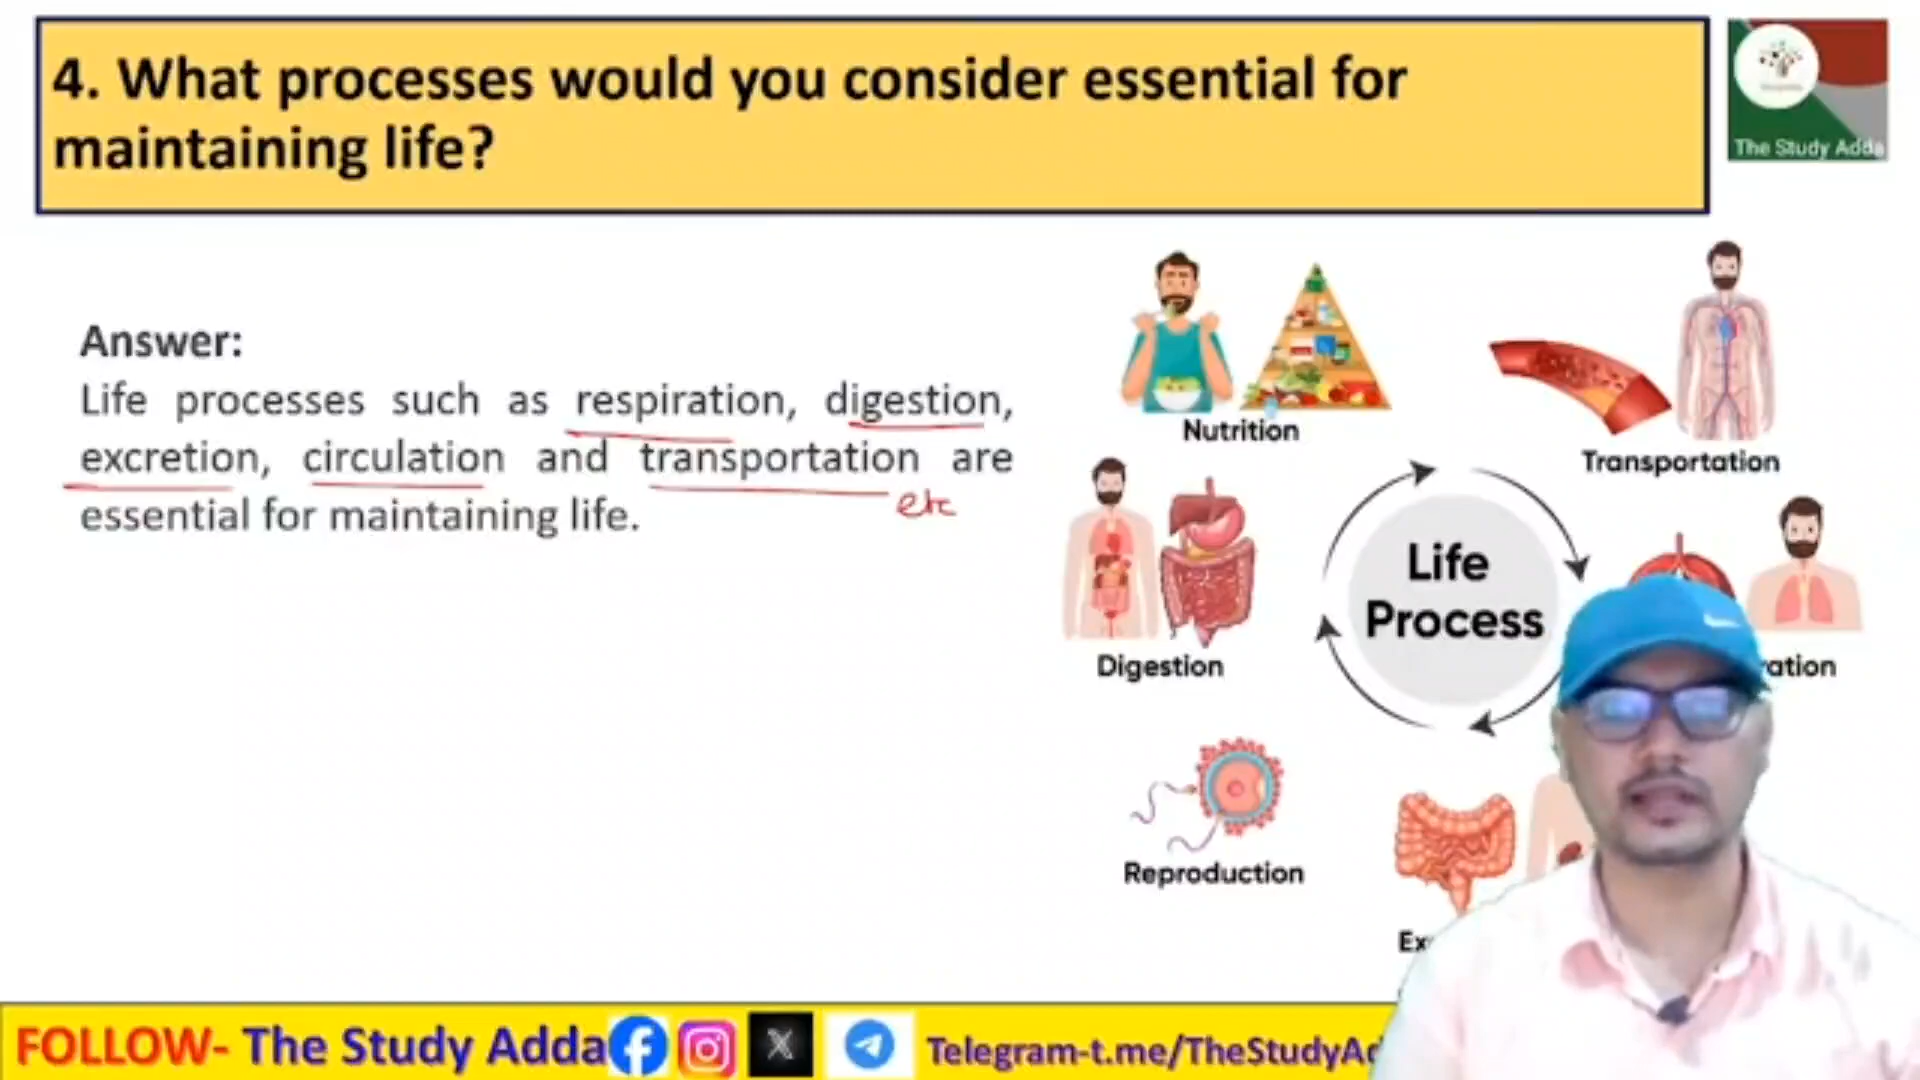 4. What processes would you consider essential for
maintaining life?
The Study Adda
Answer:
Life processes such as respiration, digestion,
excretion, circulation and transportation are
etc
essential for maintaining life.
Nutrition
Transportation
Life
Process
Digestion
ration
Reproduction
Ex
FOLLOW- The Study Adda
Telegram-t.me/TheStudyAd